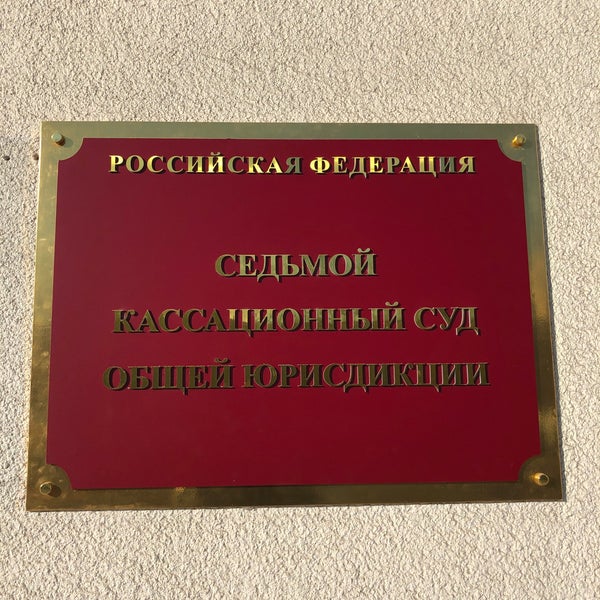 РОССИЙСКАЯ ФЕДЕРАЦИЯ
СЕДЬМОЙ
КАССАЦИОННЫЙ СУД
ОБЩЕЙ ЮРИСДИКЦИИ